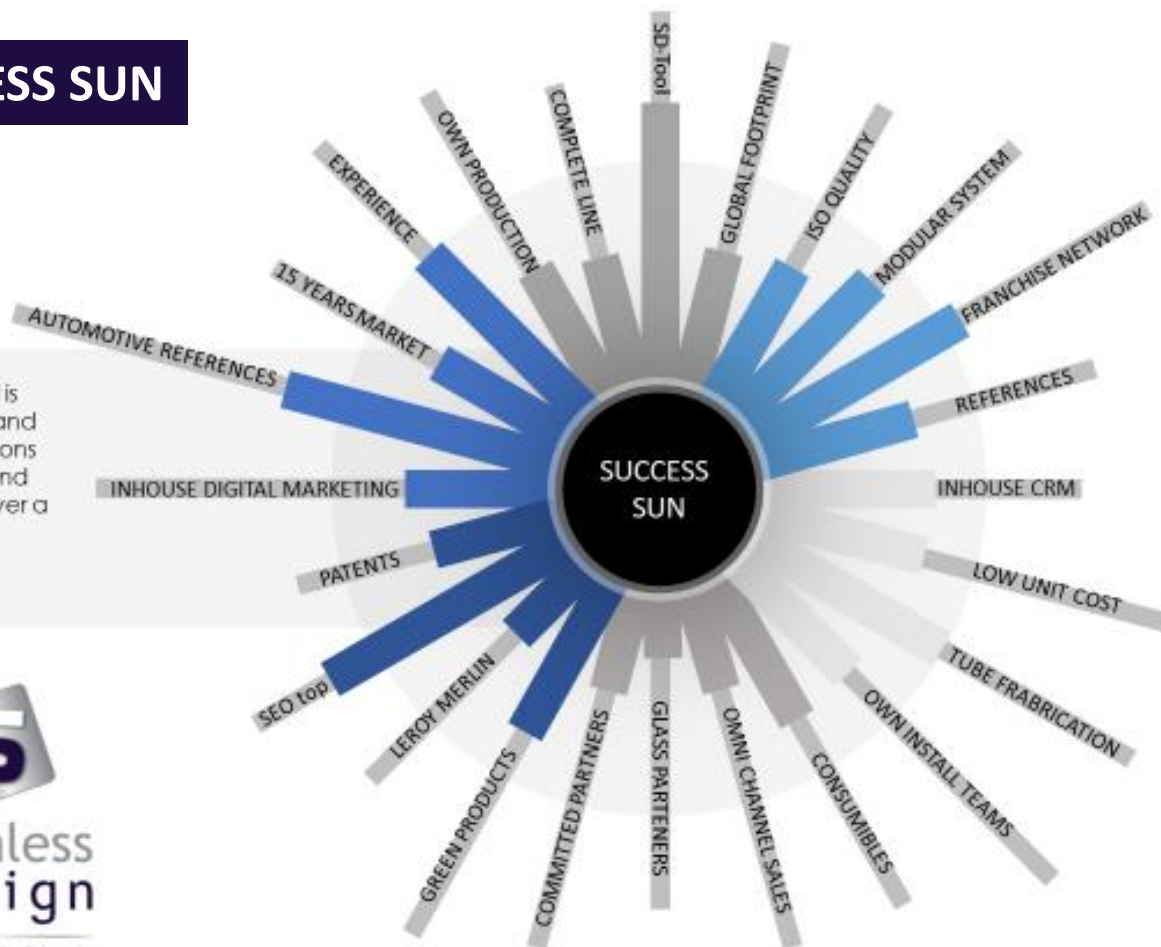 ESS SUN
SD-Tool
GLOBAL FOOTPRINT
ISO QUALITY
MODULAR SYSTEM
FRANCHISE NETWORK
REFERENCES
INHOUSE CRM
LOW UNIT COST
TUBE FRABRICATION
OWN INSTALL TEAMS
CONSUMIBLES
OMNI CHANNEL SALES
GLASS PARTENERS
COMMITTED PARTNERS
GREEN PRODUCTS
LEROY MERLIN
SEO top
PATENTS
INHOUSE DIGITAL MARKETING
AUTOMOTIVE REFERENCES
15 YEARS MARKET
EXPERIENCE
OWN PRODUCTION
COMPLETE LINE
SUCCESS
SUN
is
and
ons
nd
ver a
S
nless
ign